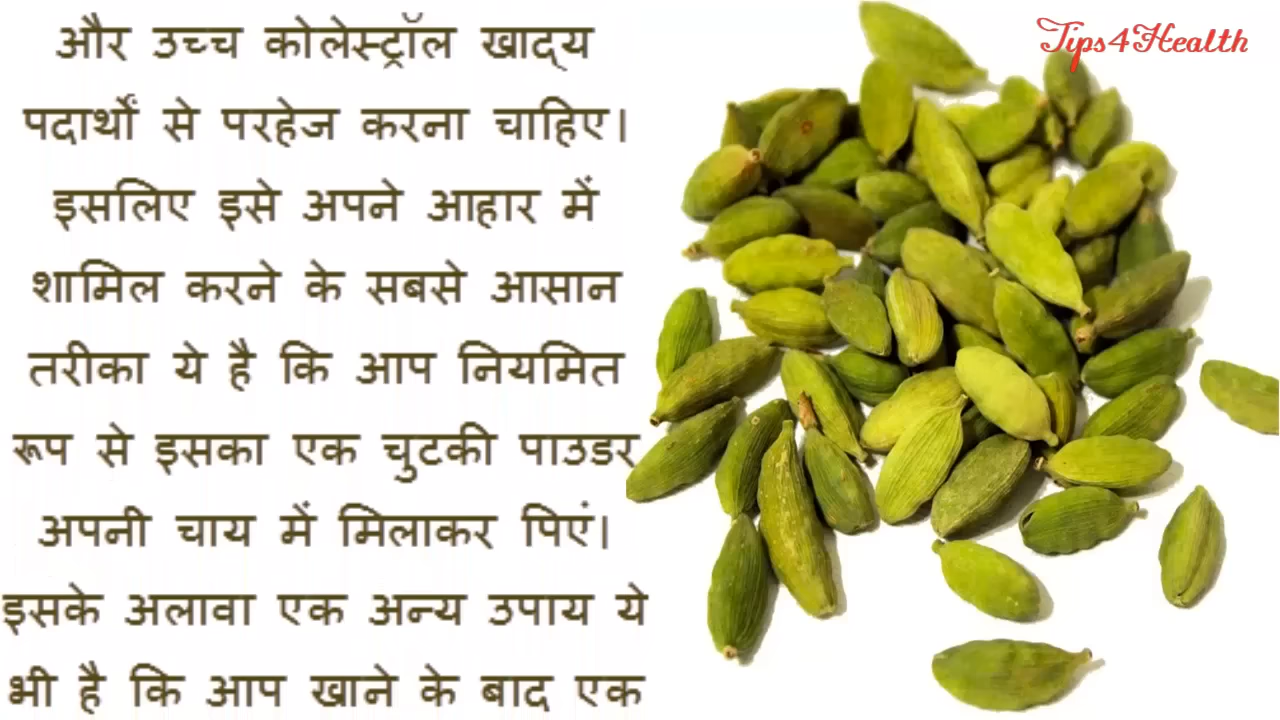 और उच्च कोलेस्ट्रॉल खाद्य
पदार्थों से परहेज करना चाहिए।
इसलिए इसे अपने आहार में
शामिल करने के सबसे आसान
तरीका ये है कि आप नियमित
रूप से इसका एक चुटकी पाउडर
अपनी चाय में मिलाकर पिएं।
इसके अलावा एक अन्य उपाय ये
भी है कि आप खाने के बाद एक
Tips4Health